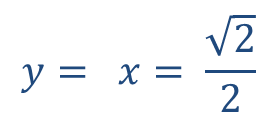 y = x = √2/2